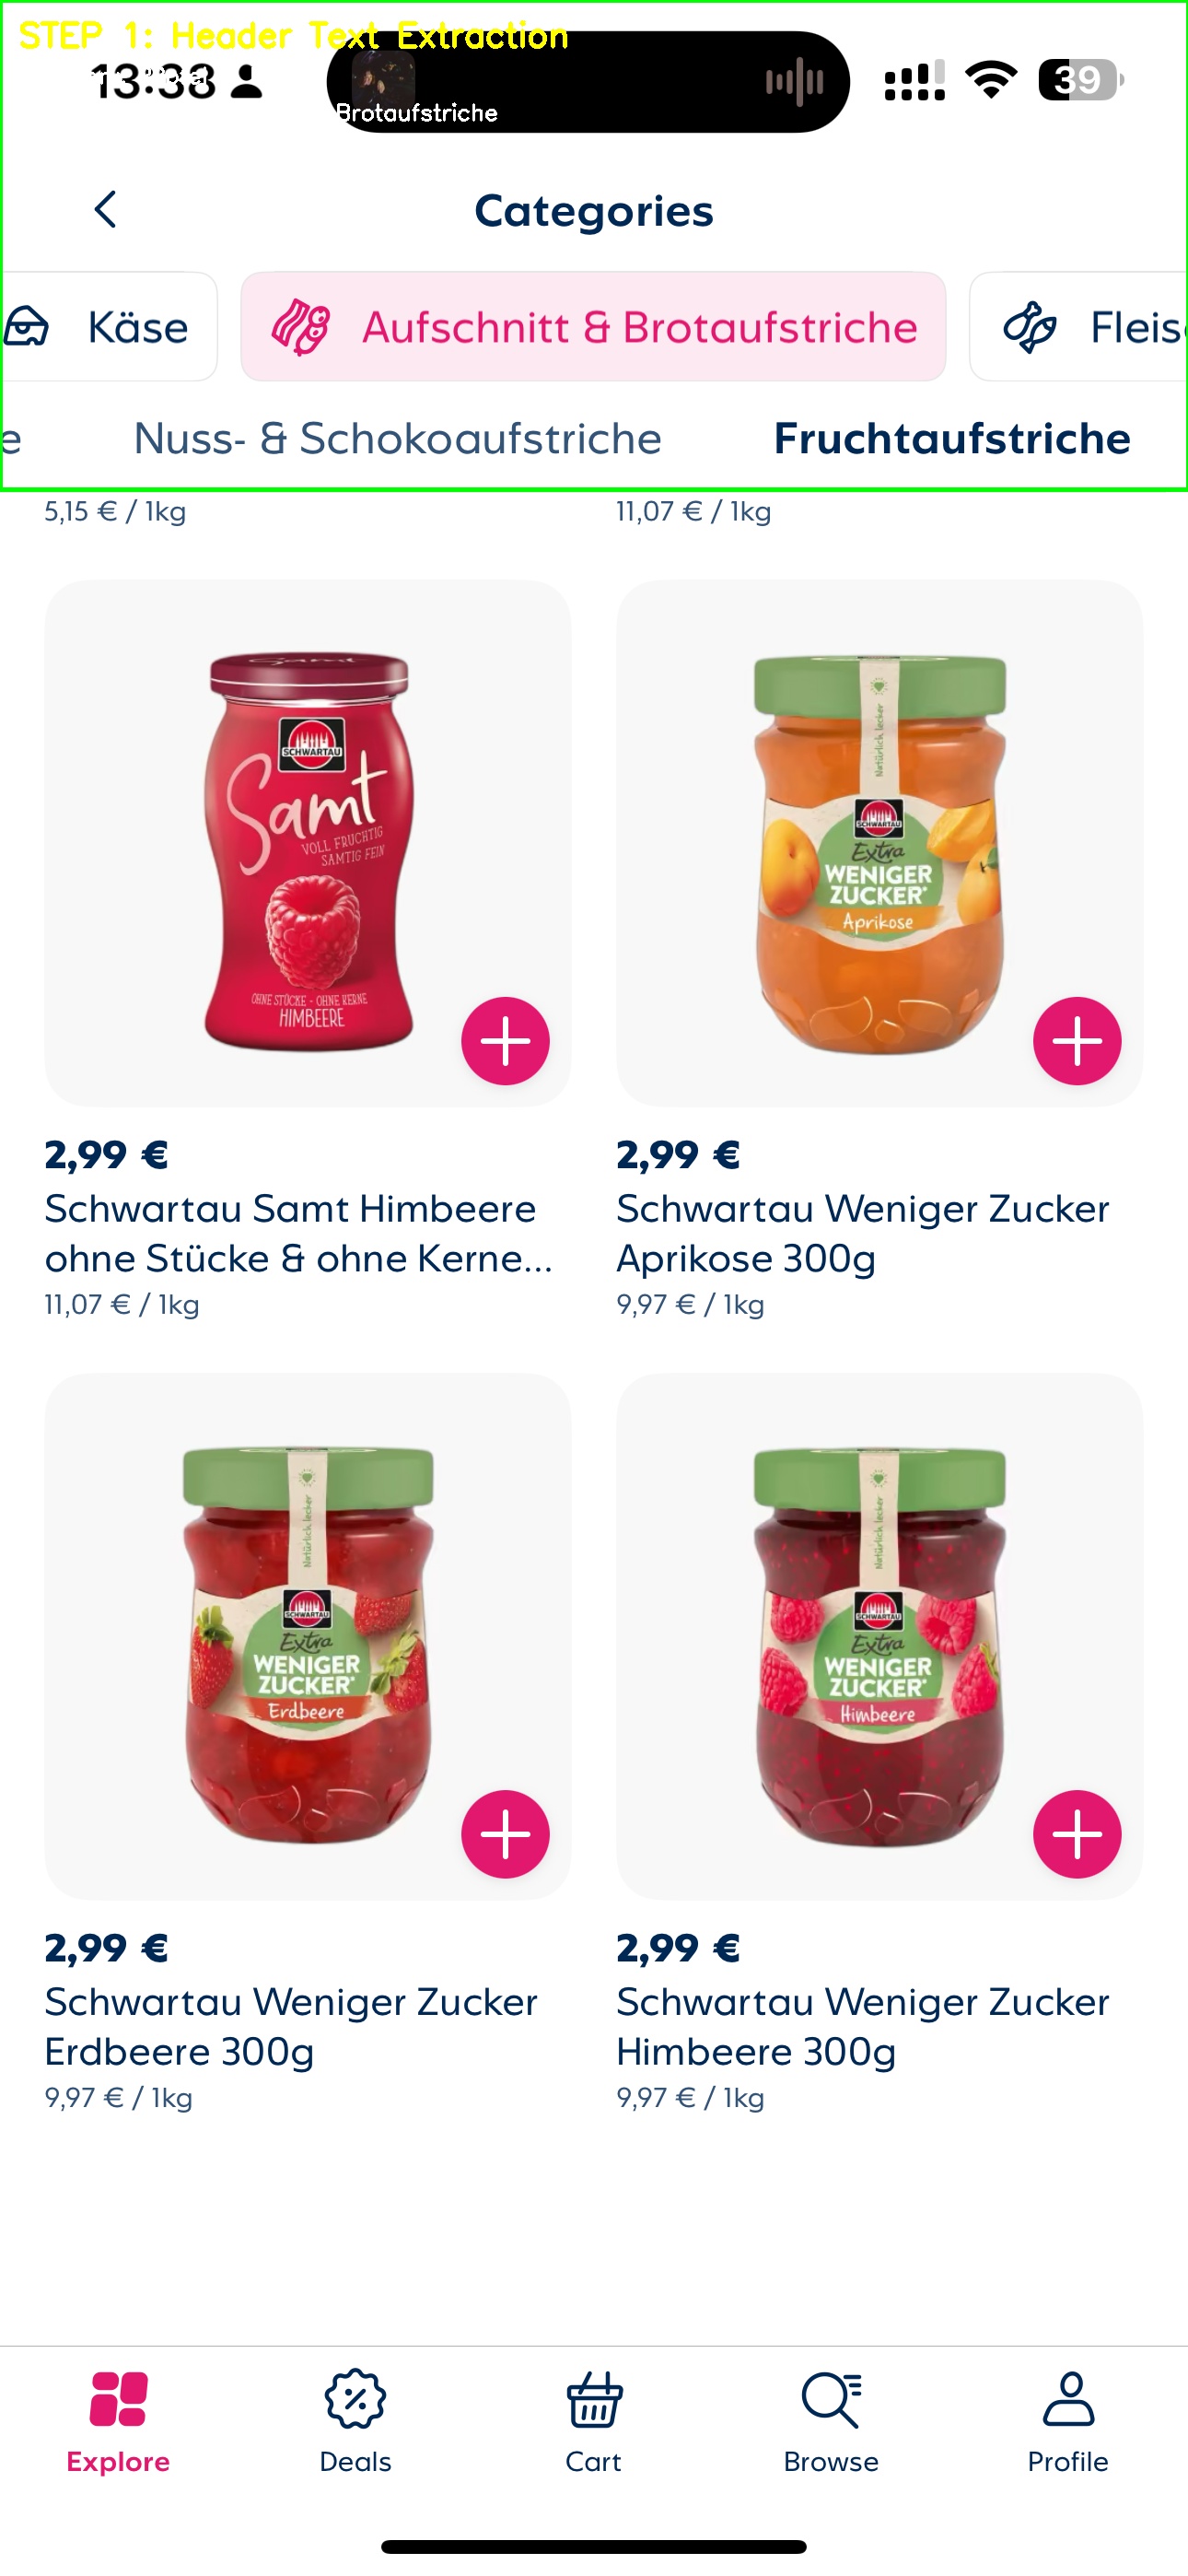 STEP 1: Header Text Extraction
13:38
39
Brotaufstriche
Categories
Käse
Aufschnitt & Brotaufstriche
Fleis
e
Nuss- & Schokoaufstriche
Fruchtaufstriche
5,15 € / 1kg
11,07 € / 1kg
Samt
SCHWARTAU
Samt
VOLL FRUCHTIG
SAMTIG FEIN
OHNE STÜCKE - OHNE KERNE
HIMBEERE
Natürlich lecker
SCHWARTAU
Extra
WENIGER
ZUCKER*
Aprikose
2,99 €
Schwartau Samt Himbeere
ohne Stücke & ohne Kerne...
11,07 € / 1kg
2,99 €
Schwartau Weniger Zucker
Aprikose 300g
9,97 € / 1kg
Natürlich lecker
SCHWARTAU
Extra
WENIGER
ZUCKER*
Erdbeere
Natürlich lecker
SCHWARTAU
Extra
WENIGER
ZUCKER*
Himbeere
2,99 €
Schwartau Weniger Zucker
Erdbeere 300g
9,97 € / 1kg
2,99 €
Schwartau Weniger Zucker
Himbeere 300g
9,97 € / 1kg
Explore
Deals
Cart
Browse
Profile